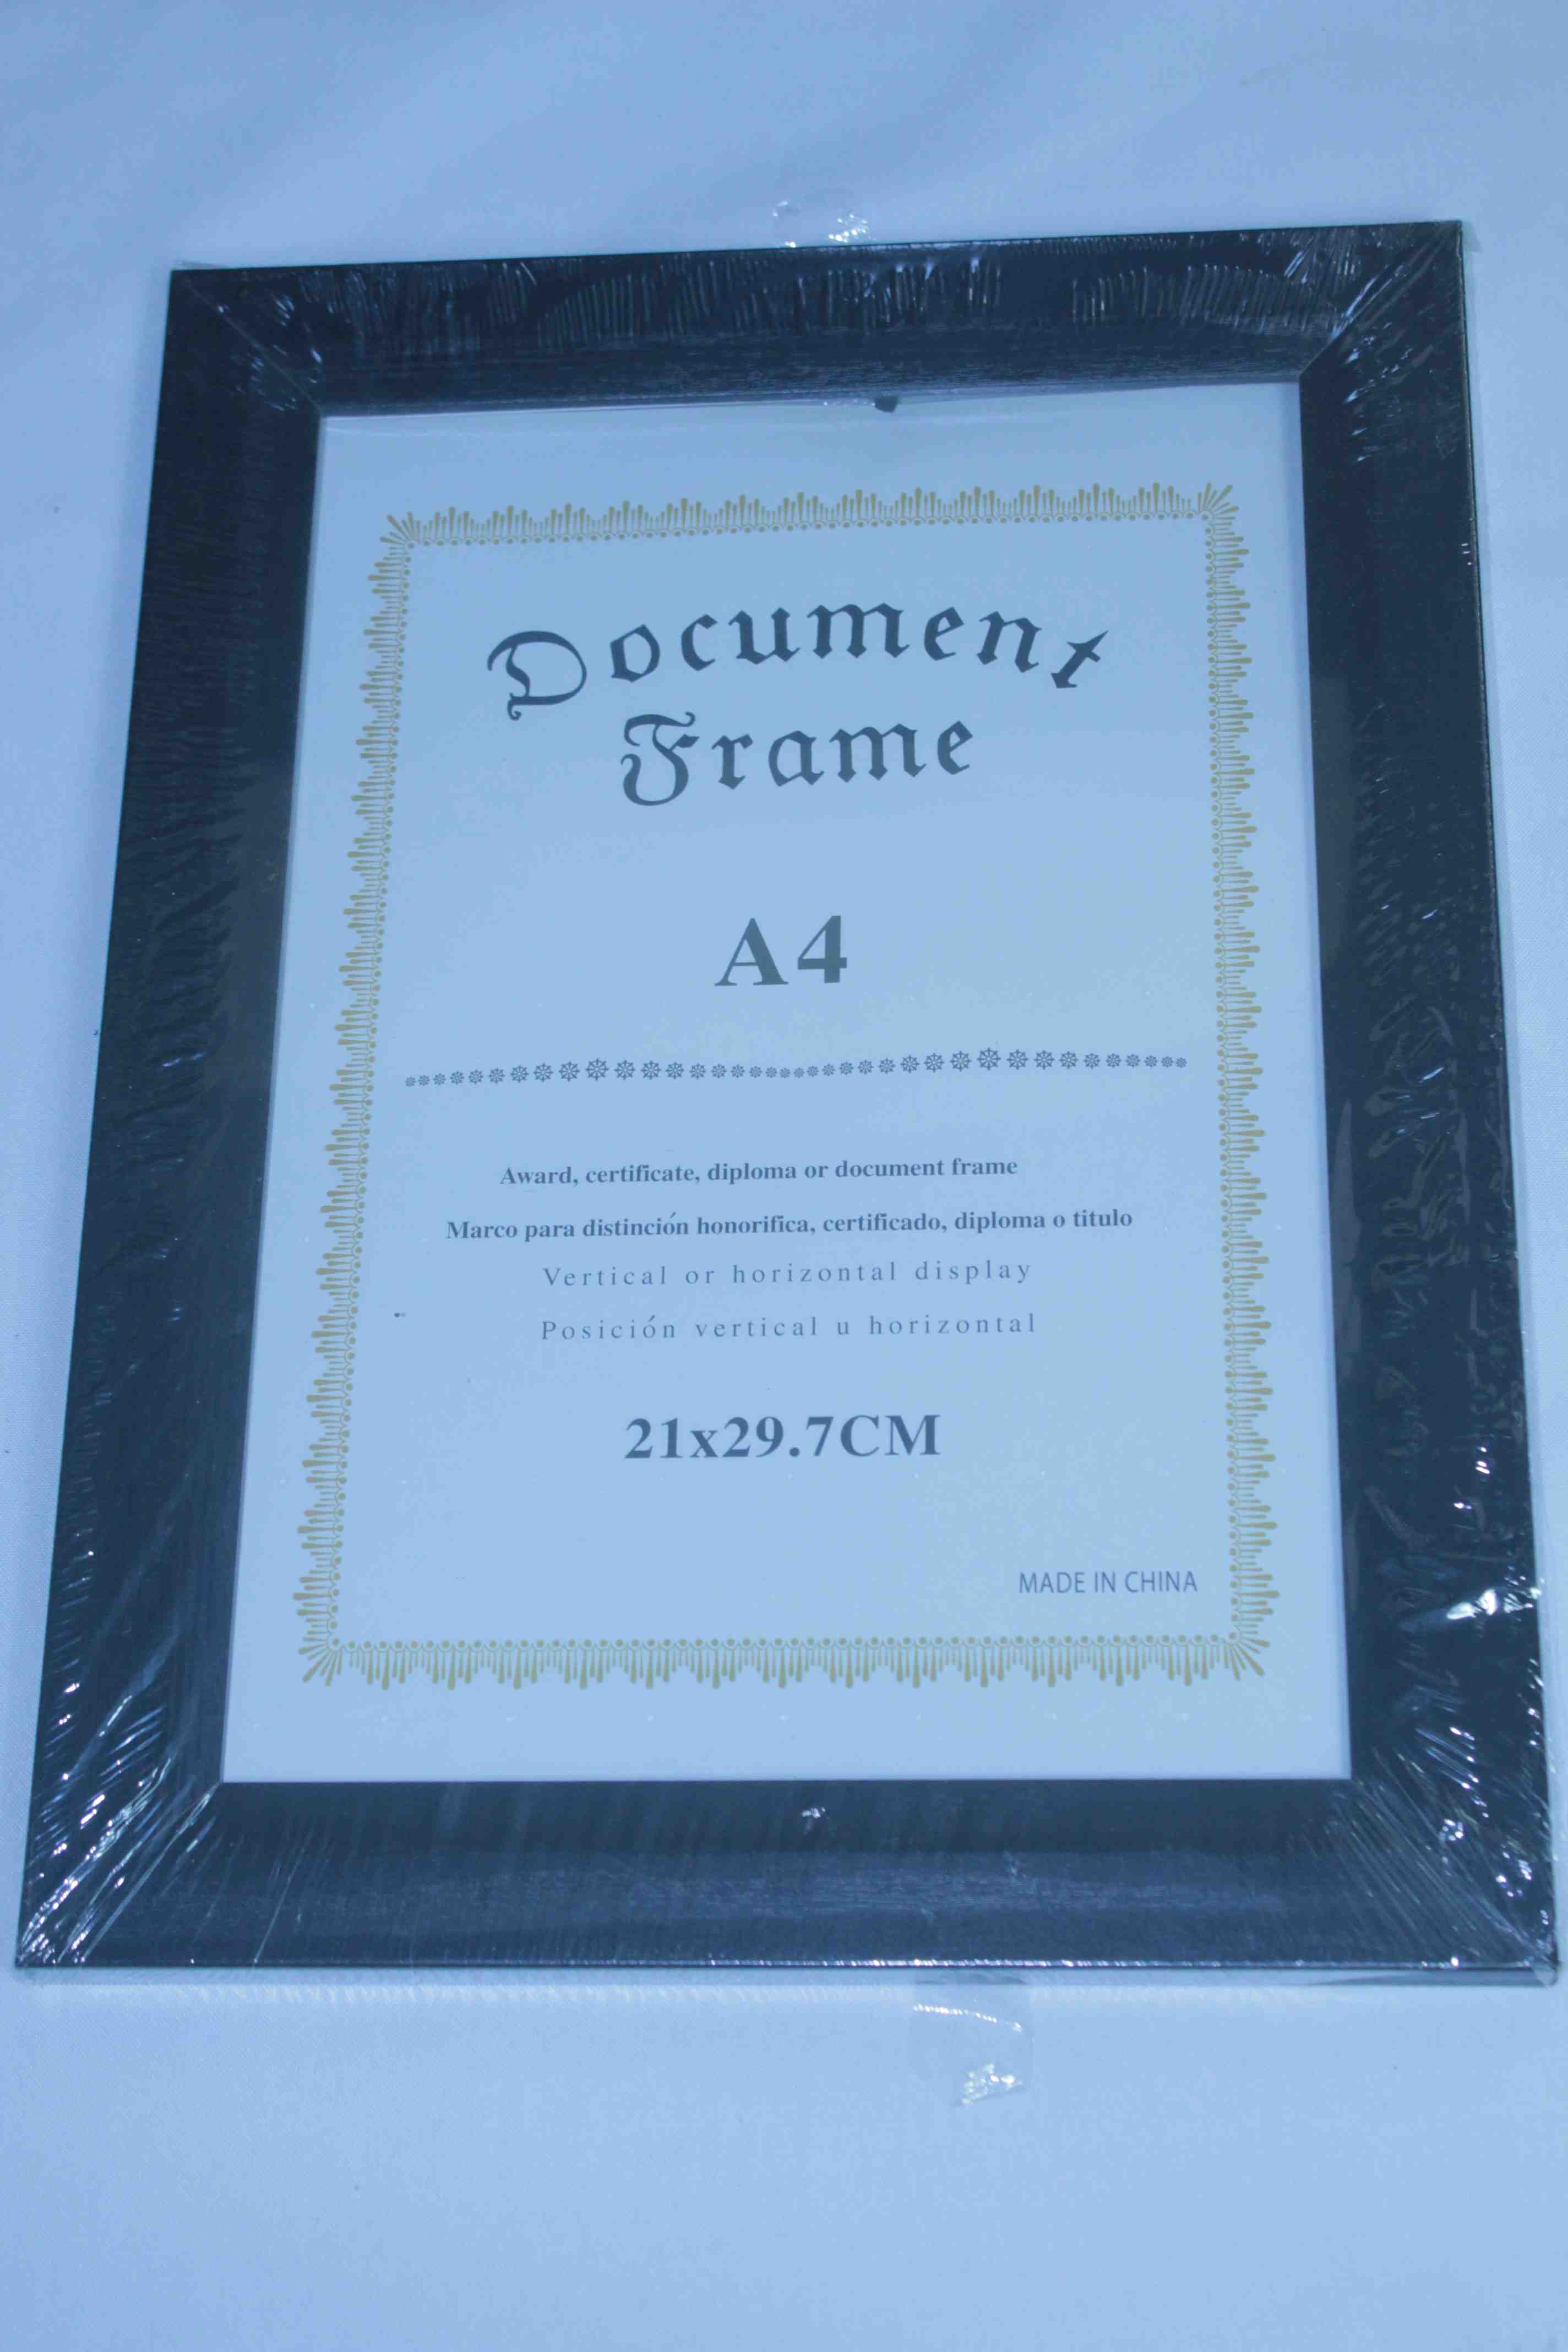 Document
Frame
A4
Award, certificate, diploma or document frame
Marco para distinción honorifica, certificado, diploma o titulo
Vertical or horizontal display
Posición vertical u horizontal
21x29.7CM
MADE IN CHINA